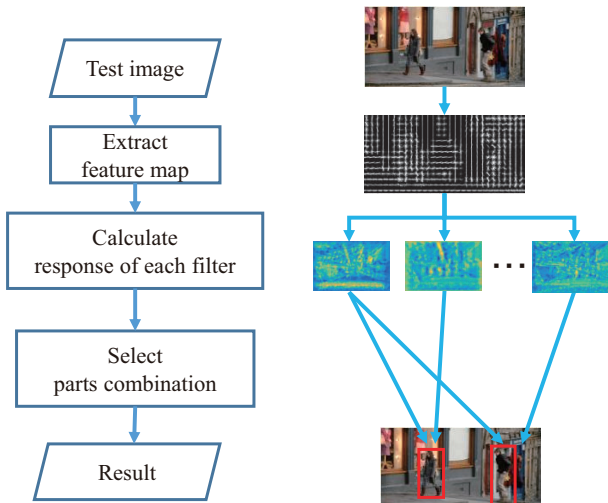 Test image
Extract
feature map
Calculate
response of each filter
Select
parts combination
Result